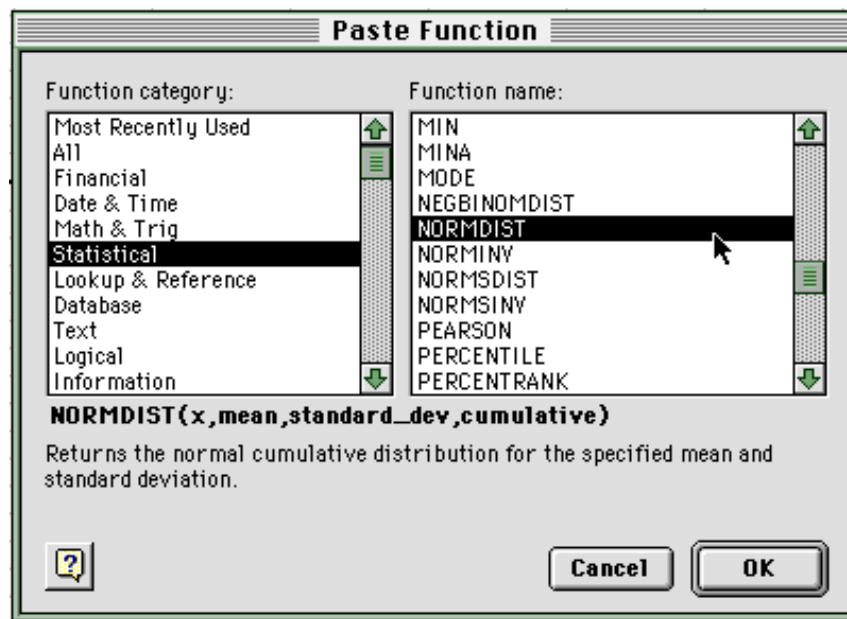 Paste Function
Function category:
Most Recently Used
All
Financial
Date & Time
Math & Trig
Statistical
Lookup & Reference
Database
Text
Logical
Information
Function name:
MIN
MINA
MODE
NEGBINOMDIST
NORMDIST
NORMINV
NORMSDIST
NORMSINV
PEARSON
PERCENTILE
PERCENTRANK
NORMDIST(x,mean,standard_dev,cumulative)
Returns the normal cumulative distribution for the specified mean and
standard deviation.
?
Cancel
OK